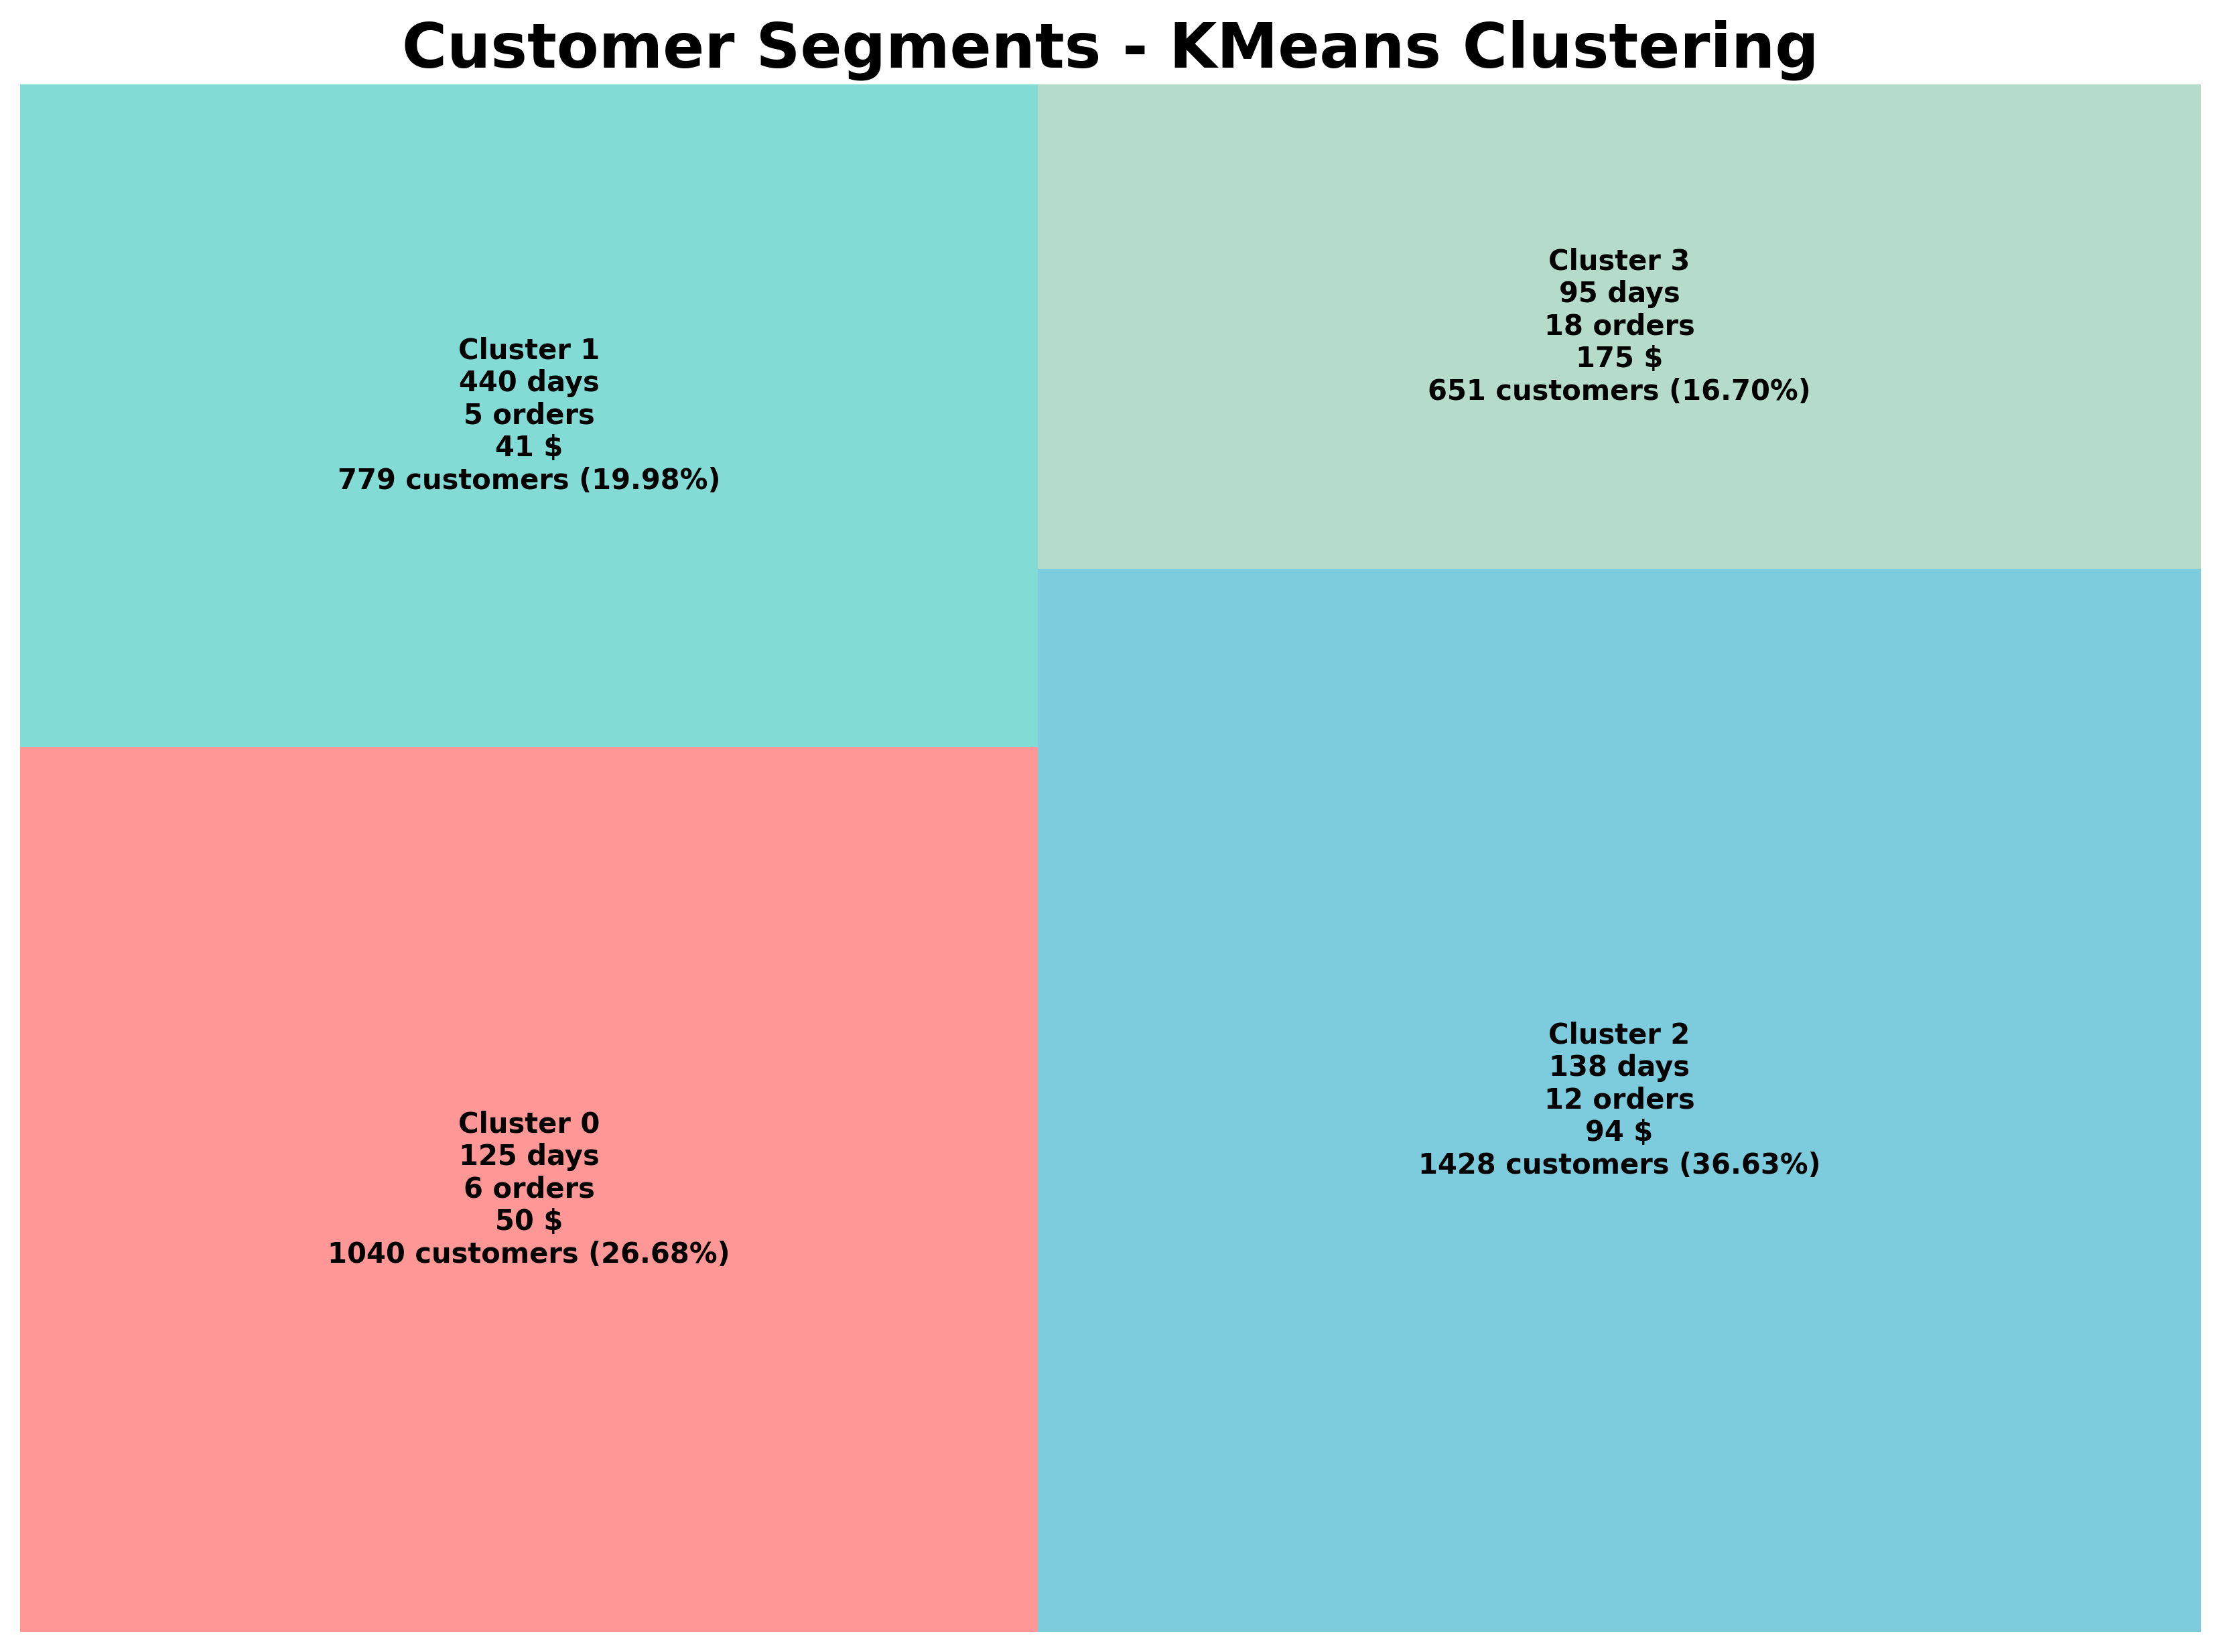 Customer Segments - KMeans Clustering
Cluster 1
440 days
5 orders
41 $
779 customers (19.98%)
Cluster 3
95 days
18 orders
175 $
651 customers (16.70%)
Cluster 0
125 days
6 orders
50 $
1040 customers (26.68%)
Cluster 2
138 days
12 orders
94 $
1428 customers (36.63%)